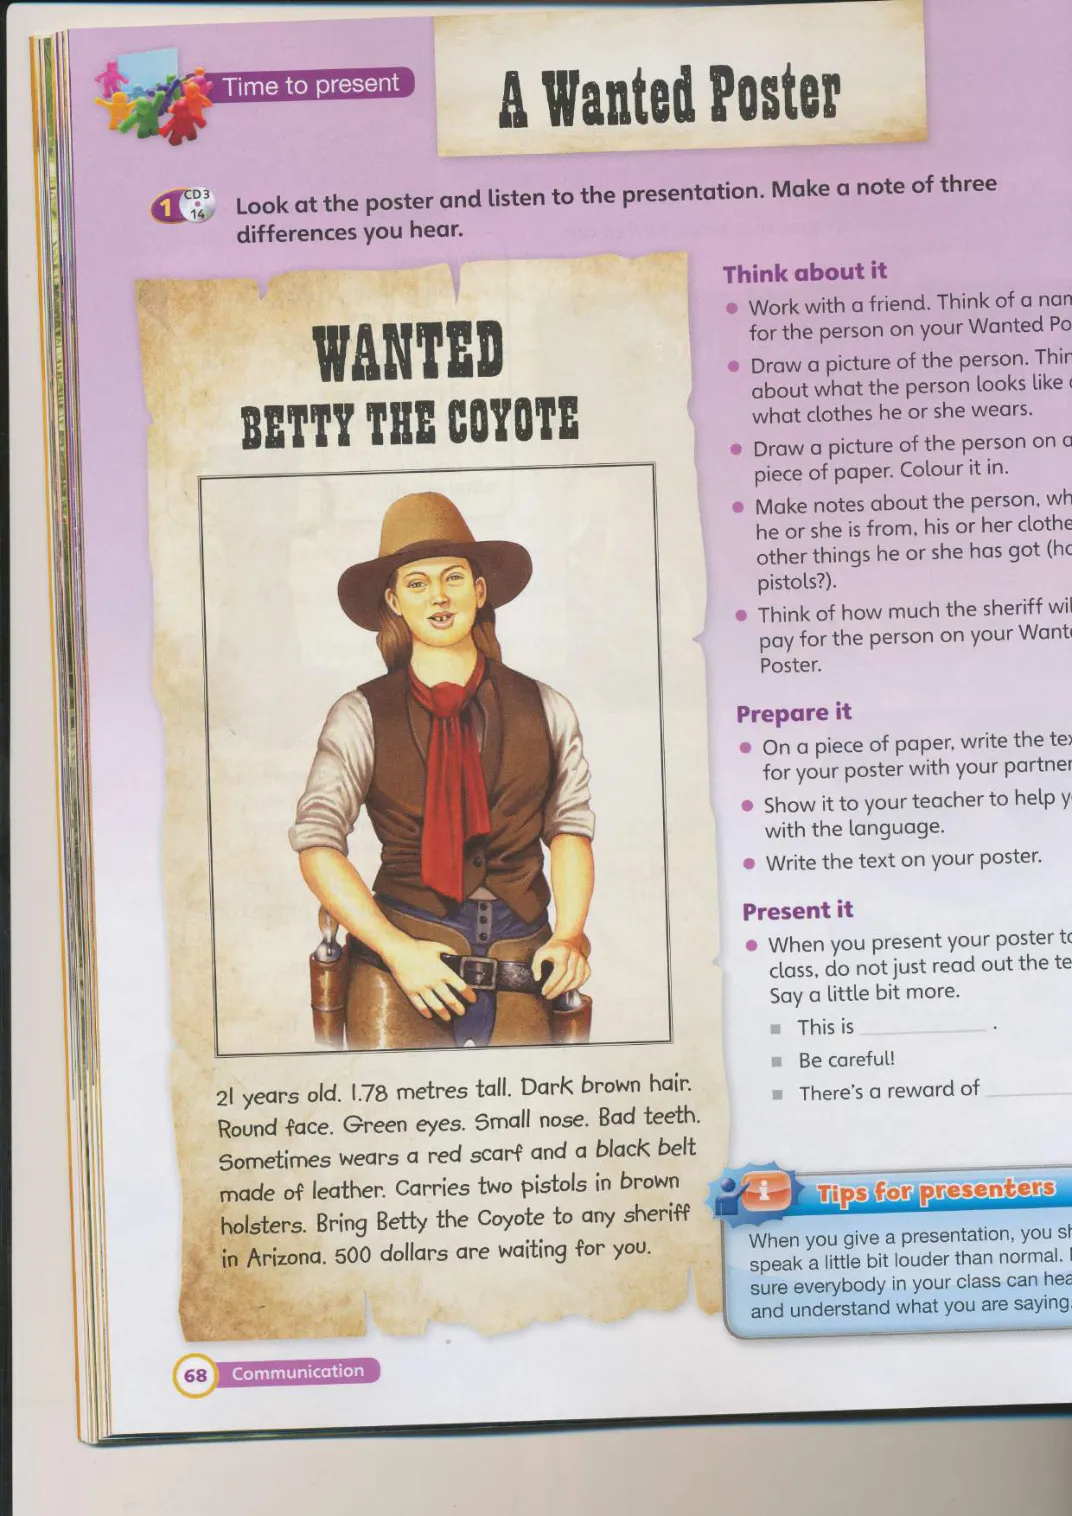 Time to present
A Wanted Poster
1 CD3 14 Look at the poster and listen to the presentation. Make a note of three
differences you hear.
WANTED
BETTY THE COYOTE
21 years old. 1.78 metres tall. Dark brown hair.
Round face. Green eyes. Small nose. Bad teeth.
Sometimes wears a red scarf and a black belt
made of leather. Carries two pistols in brown
holsters. Bring Betty the Coyote to any sheriff
in Arizona. 500 dollars are waiting for you.
Think about it
Work with a friend. Think of a
for the person on your Wanted
Draw a picture of the person.
about what the person looks like
what clothes he or she wears.
Draw a picture of the person on
piece of paper. Colour it in.
Make notes about the person,
he or she is from, his or her
other things he or she has got
pistols?).
Think of how much the sheriff
pay for the person on your
Poster.
Prepare it
On a piece of paper, write the
for your poster with your partner
Show it to your teacher to help
with the language.
Write the text on your poster.
Present it
When you present your poster
class, do not just read out the
Say a little bit more.
This is ____________ .
Be careful!
There's a reward of ________
Tips for presenters
When you give a presentation, you
speak a little bit louder than normal.
sure everybody in your class can
and understand what you are saying.
68 Communication